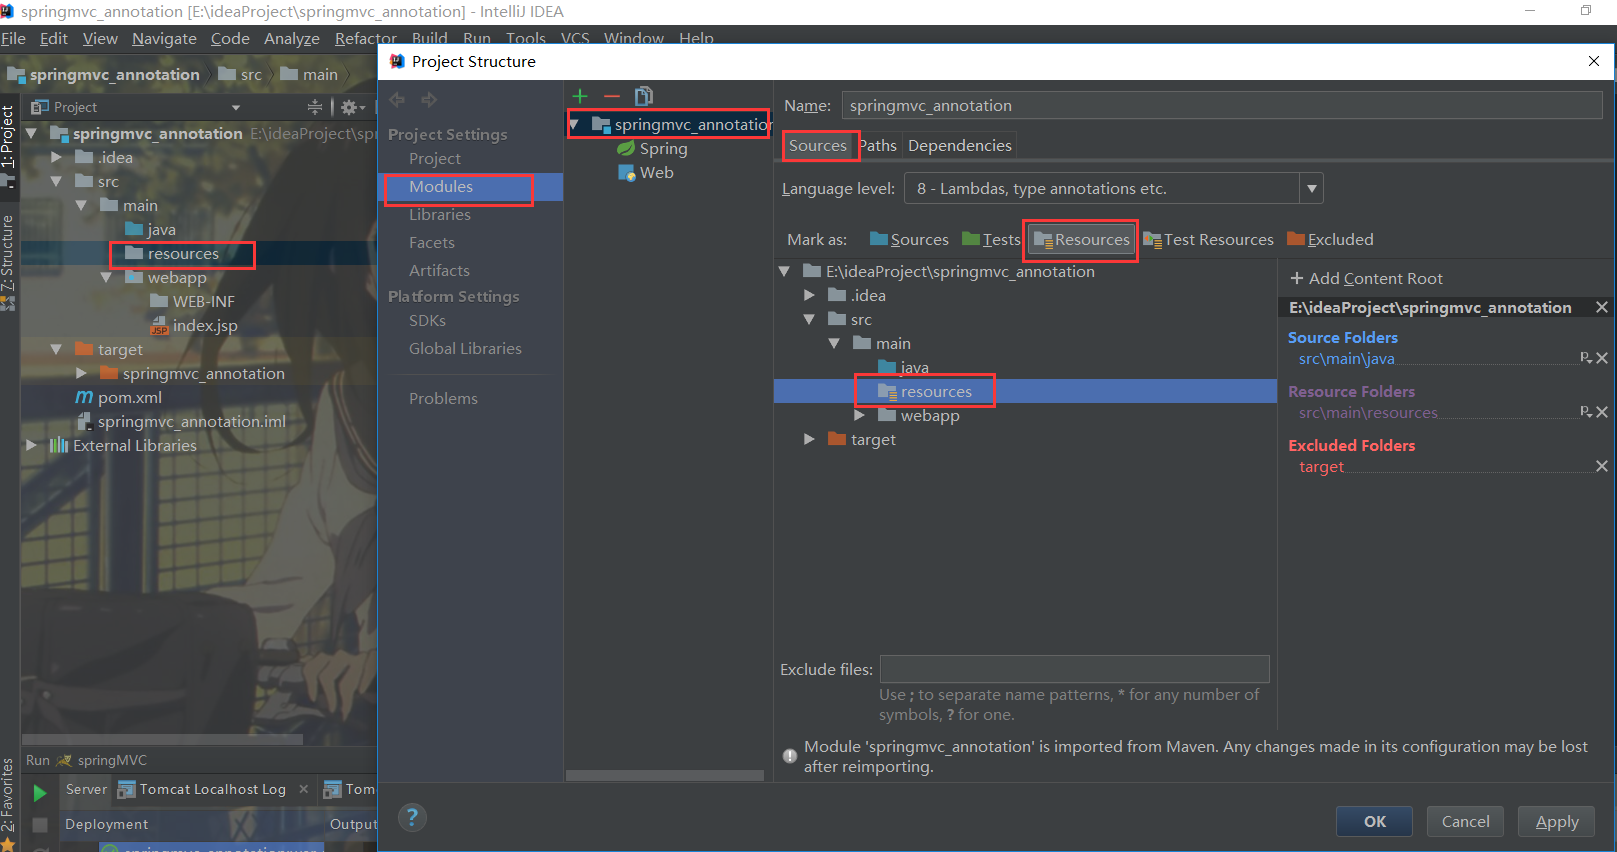 springmvc_annotation [E:\ideaProject\springmvc_annotation] - IntelliJ IDEA
File Edit View Navigate Code Analyze Refactor Build Run Tools VCS Window Help
springmvc_annotation src main
Project
1: Project
7: Structure
2: Favorites
springmvc_annotation E:\ideaProject\sp
.idea
src
main
java
resources
webapp
WEB-INF
index.jsp
target
springmvc_annotation
pom.xml
springmvc_annotation.iml
External Libraries
Run springMVC
Server Tomcat Localhost Log Tom
Deployment Output
Project Structure
Project Settings
Project
Modules
Libraries
Facets
Artifacts
Platform Settings
SDKs
Global Libraries
Problems
springmvc_annotation
Spring
Web
Name: springmvc_annotation
Sources Paths Dependencies
Language level: 8 - Lambdas, type annotations etc.
Mark as: Sources Tests Resources Test Resources Excluded
E:\ideaProject\springmvc_annotation
.idea
src
main
java
resources
webapp
target
+ Add Content Root
E:\ideaProject\springmvc_annotation
Source Folders
src\main\java
Resource Folders
src\main\resources
Excluded Folders
target
Exclude files:
Use ; to separate name patterns, * for any number of
symbols, ? for one.
Module 'springmvc_annotation' is imported from Maven. Any changes made in its configuration may be lost
after reimporting.
?
OK Cancel Apply